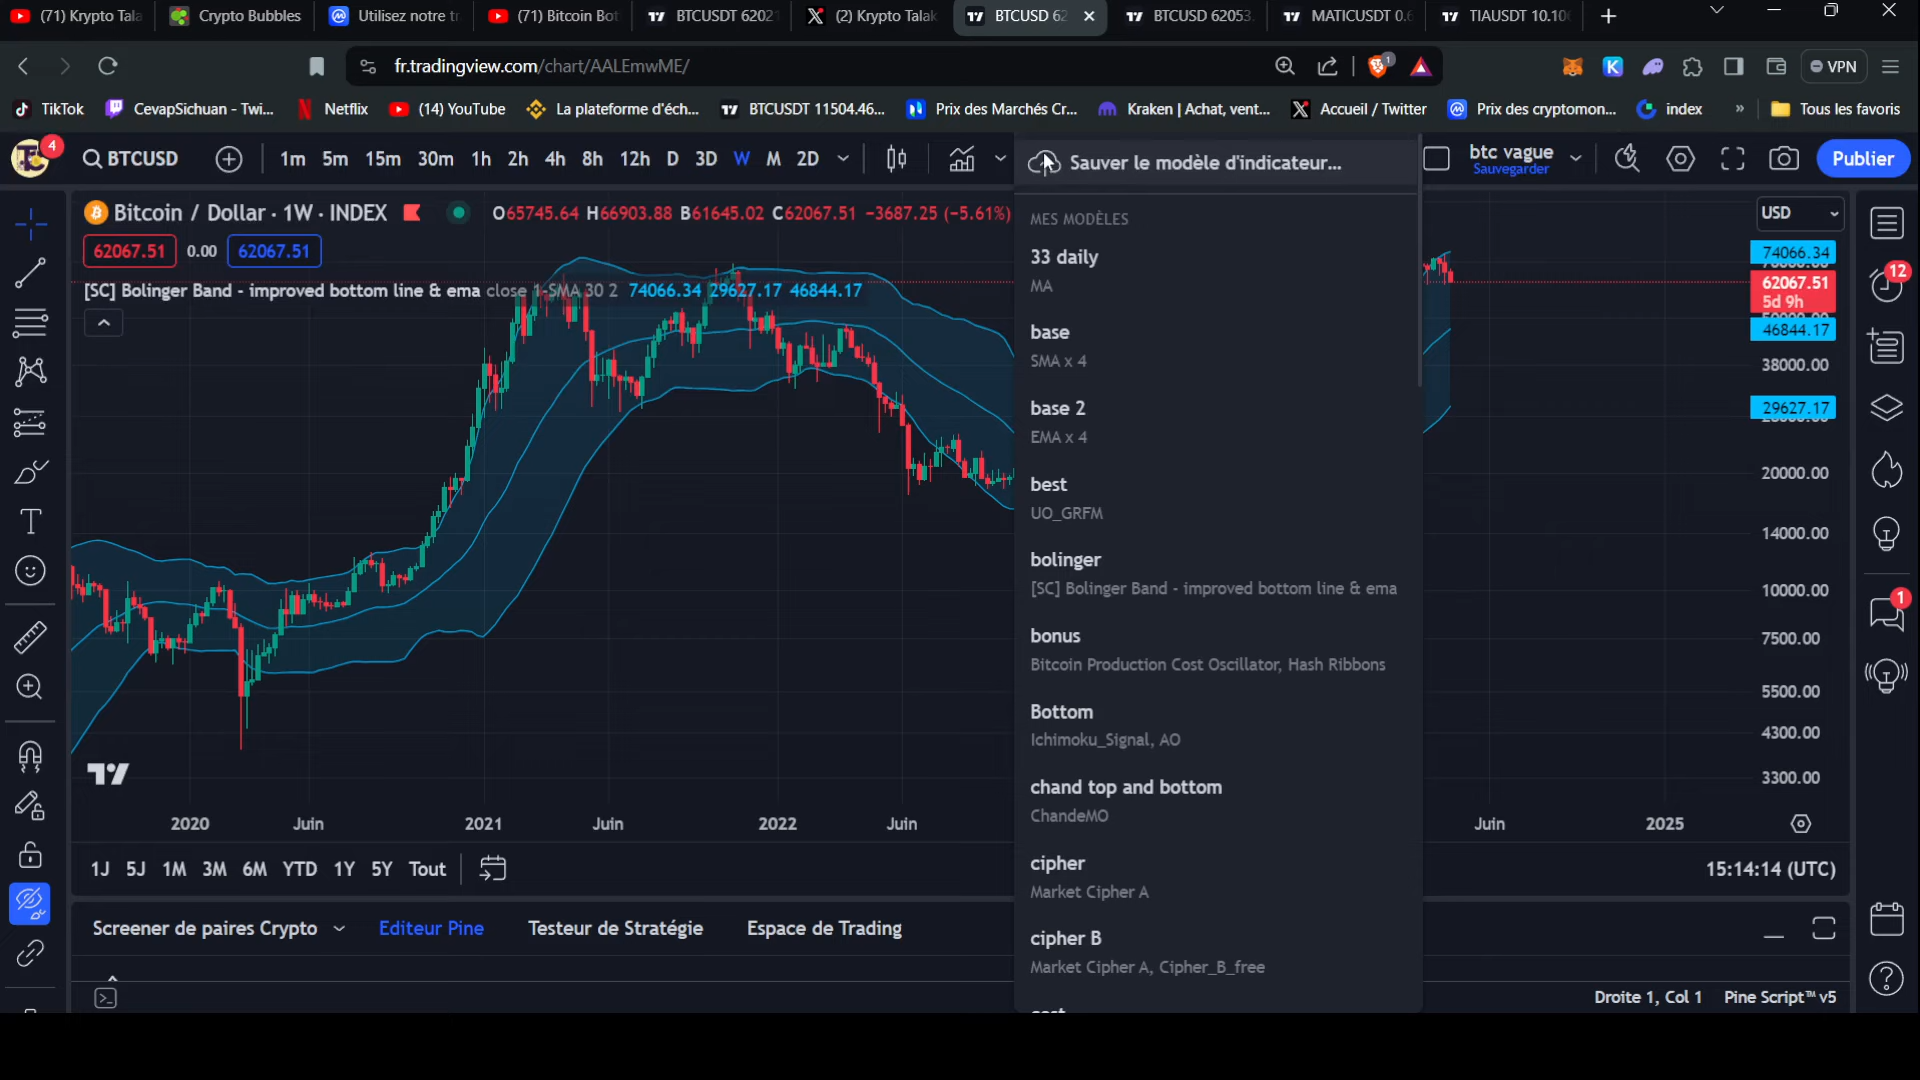 (71) Krypto Tala
Crypto Bubbles
Utilisez notre tr
(71) Bitcoin Bot
BTCUSDT 6202
(2) Krypto Talak
BTCUSD 62
BTCUSD 62053.
MATICUSDT 0.6
TIAUSDT 10.10
fr.tradingview.com/chart/AALEmwME/
1
VPN
TikTok
CevapSichuan - Twi...
Netflix
(14) YouTube
La plateforme d'éch...
BTCUSDT 11504.46...
Prix des Marchés Cr...
Kraken | Achat, vent...
Accueil / Twitter
Prix des cryptomon...
index
»
Tous les favoris
4
BTCUSD
1m 5m 15m 30m 1h 2h 4h 8h 12h D 3D W M 2D
Sauver le modèle d'indicateur...
btc vague
Sauvegarder
Publier
Bitcoin / Dollar · 1W · INDEX
O65745.64 H66903.88 B61645.02 C62067.51 −3687.25 (−5.61%)
62067.51 0.00 62067.51
[SC] Bolinger Band - improved bottom line & ema close 1-SMA 30 2 74066.34 29627.17 46844.17
MES MODÈLES
33 daily
MA
base
SMA x 4
base 2
EMA x 4
best
UO_GRFM
bolinger
[SC] Bolinger Band - improved bottom line & ema
bonus
Bitcoin Production Cost Oscillator, Hash Ribbons
Bottom
Ichimoku_Signal, AO
chand top and bottom
ChandeMO
cipher
Market Cipher A
cipher B
Market Cipher A, Cipher_B_free
USD
74066.34
62067.51
5d 9h
46844.17
38000.00
29627.17
20000.00
14000.00
10000.00
7500.00
5500.00
4300.00
3300.00
12
1
2020 Juin 2021 Juin 2022 Juin Juin 2025
1J 5J 1M 3M 6M YTD 1Y 5Y Tout
15:14:14 (UTC)
Screener de paires Crypto
Editeur Pine
Testeur de Stratégie
Espace de Trading
Droite 1, Col 1
Pine Script™ v5